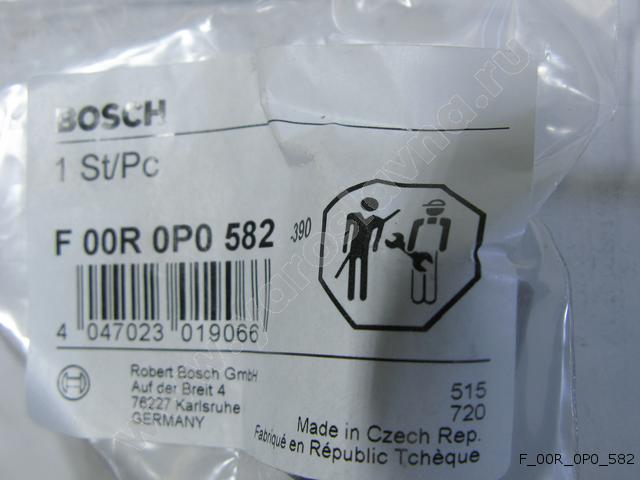 BOSCH
1 St/Pc
F 00R 0P0 582 -390
4 047023 019066
Robert Bosch GmbH
Auf der Breit 4
76227 Karlsruhe
GERMANY
515
720
Made in Czech Rep.
Fabriqué en République Tchèque
F_00R_0P0_582